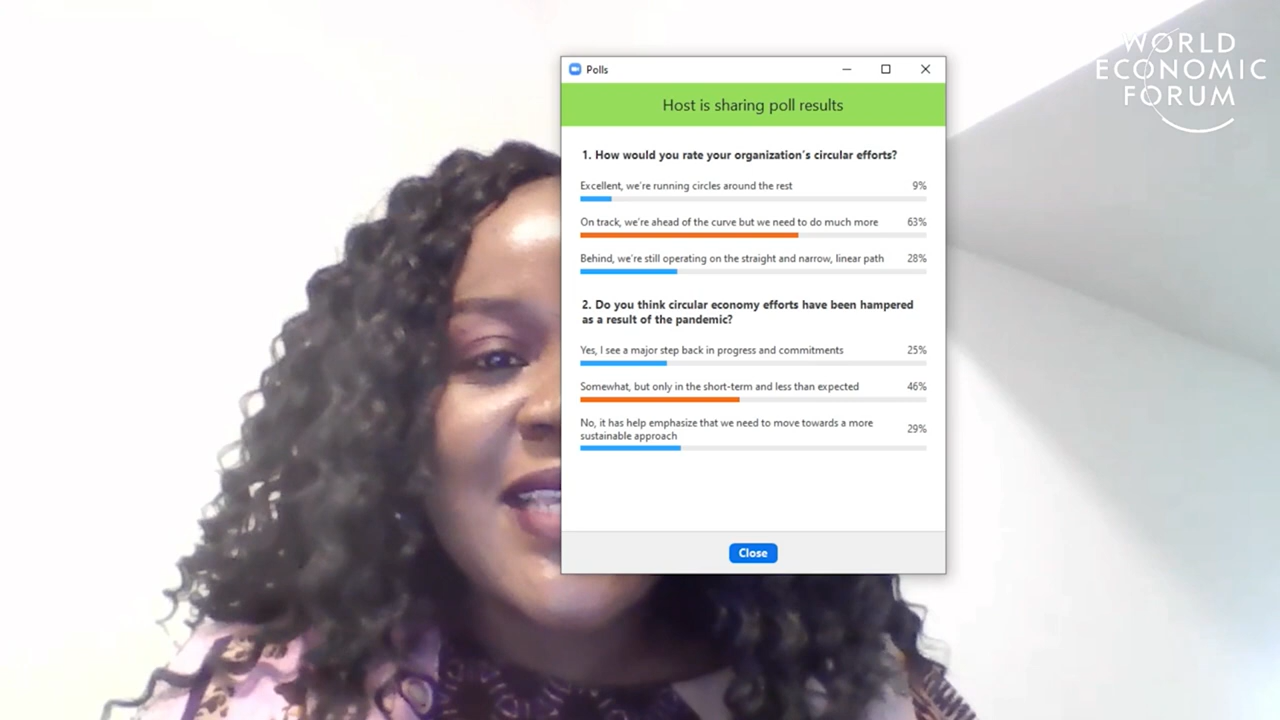 WORLD
ECONOMIC
FORUM
Polls
Host is sharing poll results
1. How would you rate your organization's circular efforts?
Excellent, we're running circles around the rest 9%
On track, we're ahead of the curve but we need to do much more 63%
Behind, we're still operating on the straight and narrow, linear path 28%
2. Do you think circular economy efforts have been hampered
as a result of the pandemic?
Yes, I see a major step back in progress and commitments 25%
Somewhat, but only in the short-term and less than expected 46%
No, it has help emphasize that we need to move towards a more
sustainable approach 29%
Close